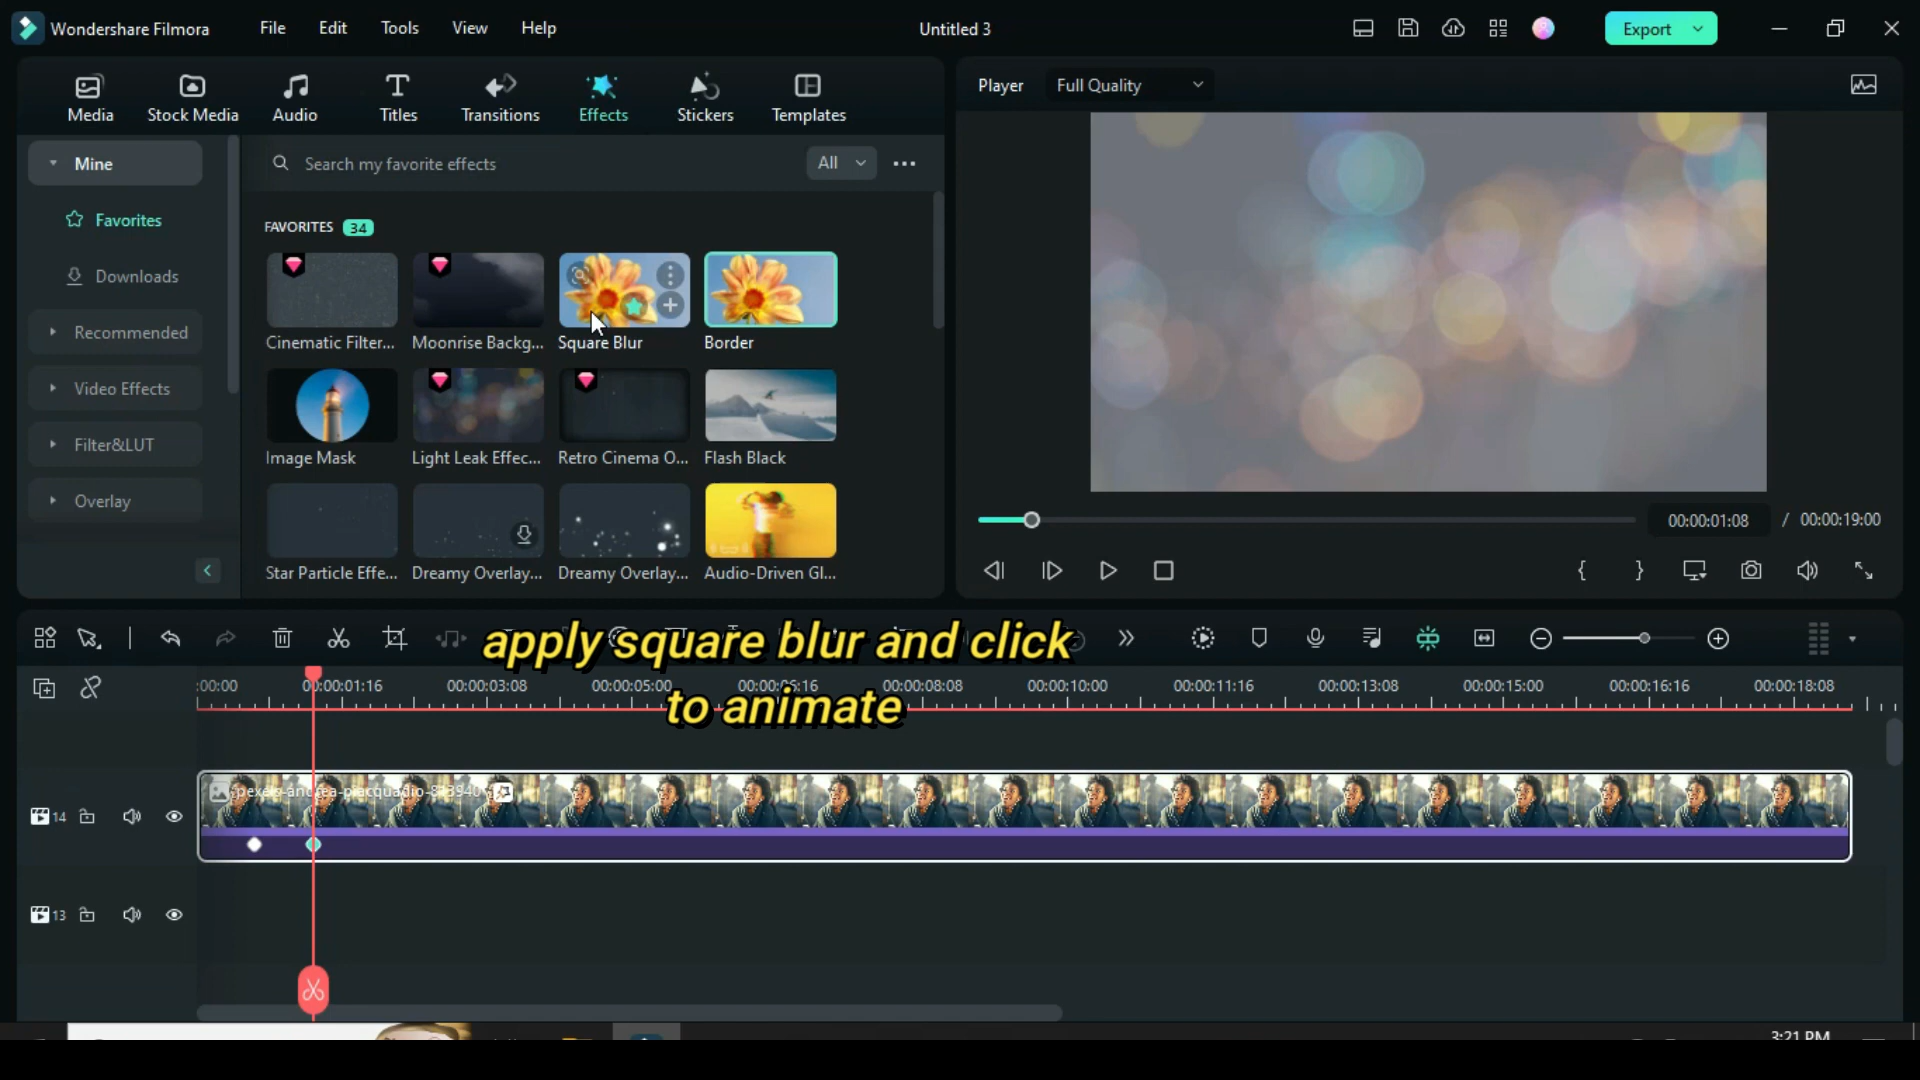 Wondershare Filmora
File
Edit
Tools
View
Help
Untitled 3
Export
Media
Stock Media
Audio
Titles
Transitions
Effects
Stickers
Templates
Player
Full Quality
Mine
Favorites
Downloads
Recommended
Video Effects
Filter&LUT
Overlay
Search my favorite effects
All
FAVORITES 34
Cinematic Filter...
Moonrise Backg...
Square Blur
Border
Image Mask
Light Leak Effec...
Retro Cinema O...
Flash Black
Star Particle Effe...
Dreamy Overlay...
Dreamy Overlay...
Audio-Driven Gl...
00:00:01:08 / 00:00:19:00
apply square blur and click
to animate
:00:00
00:00:01:16
00:00:03:08
00:00:05:00
00:00:06:16
00:00:08:08
00:00:10:00
00:00:11:16
00:00:13:08
00:00:15:00
00:00:16:16
00:00:18:08
pexels-andrea-piacquadio-813940
14
13
3:21 PM